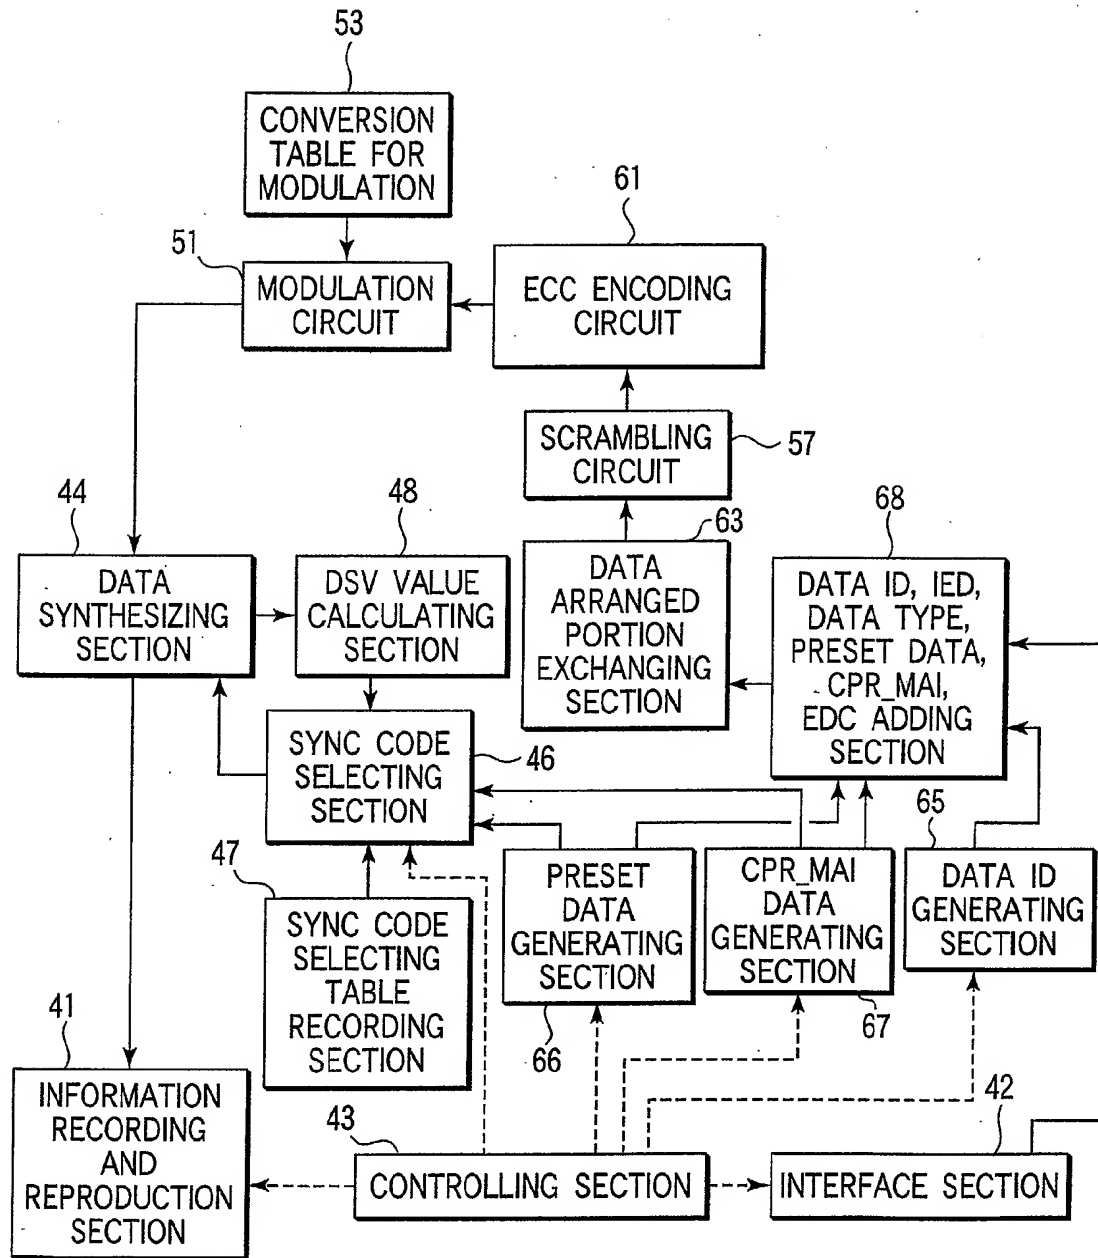 53
CONVERSION
TABLE FOR
MODULATION
51
MODULATION
CIRCUIT
61
ECC ENCODING
CIRCUIT
SCRAMBLING
CIRCUIT
57
44
DATA
SYNTHESIZING
SECTION
48
DSV VALUE
CALCULATING
SECTION
63
DATA
ARRANGED
PORTION
EXCHANGING
SECTION
68
DATA ID, IED,
DATA TYPE,
PRESET DATA,
CPR_MAI,
EDC ADDING
SECTION
SYNC CODE
SELECTING
SECTION
46
47
SYNC CODE
SELECTING
TABLE
RECORDING
SECTION
PRESET
DATA
GENERATING
SECTION
66
CPR_MAI
DATA
GENERATING
SECTION
67
65
DATA ID
GENERATING
SECTION
41
INFORMATION
RECORDING
AND
REPRODUCTION
SECTION
43
CONTROLLING SECTION
42
INTERFACE SECTION